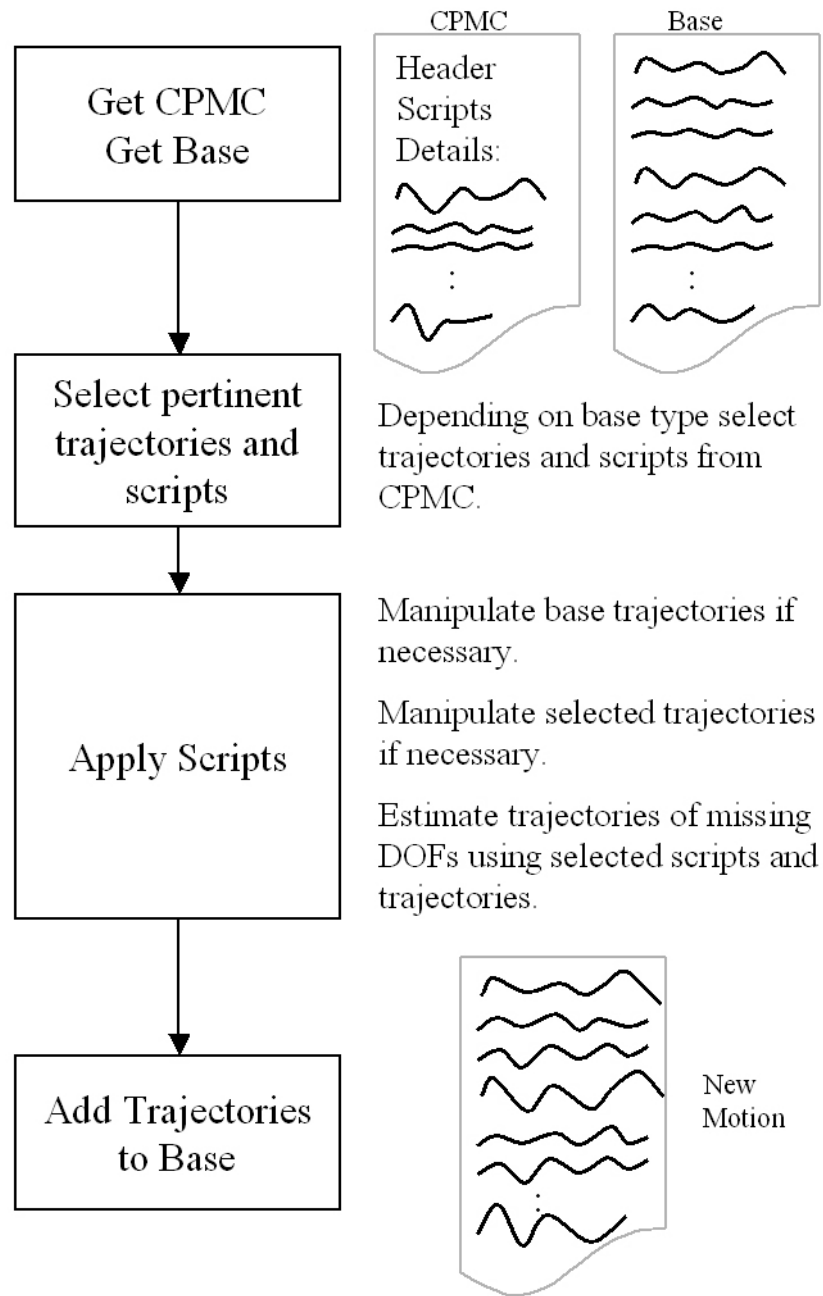 CPMC
Base
Get CPMC
Get Base
Header
Scripts
Details:
Select pertinent
trajectories and
scripts
Depending on base type select
trajectories and scripts from
CPMC.
Apply Scripts
Manipulate base trajectories if
necessary.
Manipulate selected trajectories
if necessary.
Estimate trajectories of missing
DOFs using selected scripts and
trajectories.
Add Trajectories
to Base
New
Motion